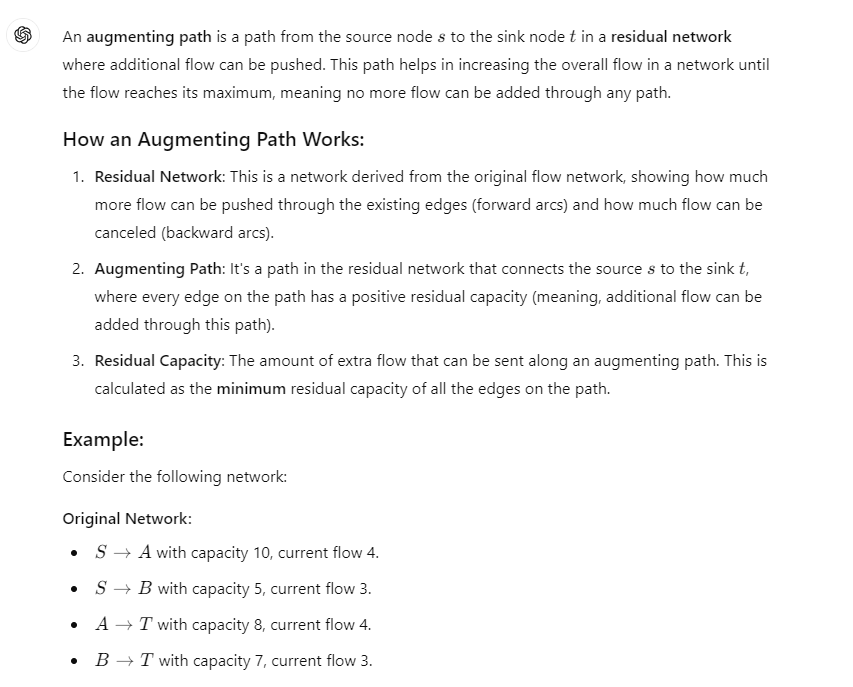 An augmenting path is a path from the source node s to the sink node t in a residual network
where additional flow can be pushed. This path helps in increasing the overall flow in a network until
the flow reaches its maximum, meaning no more flow can be added through any path.
How an Augmenting Path Works:
1. Residual Network: This is a network derived from the original flow network, showing how much
more flow can be pushed through the existing edges (forward arcs) and how much flow can be
canceled (backward arcs).
2. Augmenting Path: It's a path in the residual network that connects the source s to the sink t,
where every edge on the path has a positive residual capacity (meaning, additional flow can be
added through this path).
3. Residual Capacity: The amount of extra flow that can be sent along an augmenting path. This is
calculated as the minimum residual capacity of all the edges on the path.
Example:
Consider the following network:
Original Network:
• S → A with capacity 10, current flow 4.
• S → B with capacity 5, current flow 3.
• A → T with capacity 8, current flow 4.
• B → T with capacity 7, current flow 3.